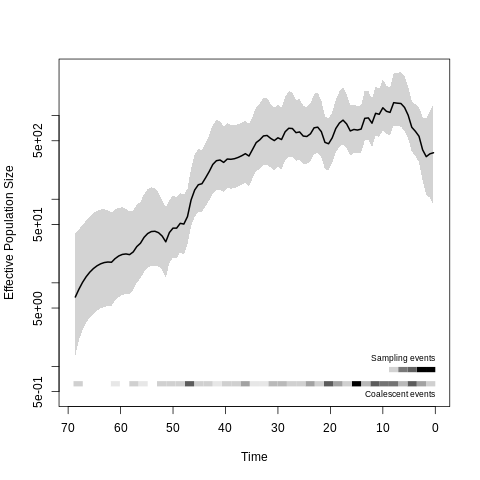 Effective Population Size
5e+02
5e+01
5e+00
5e-01
Sampling events
Coalescent events
70 60 50 40 30 20 10 0
Time